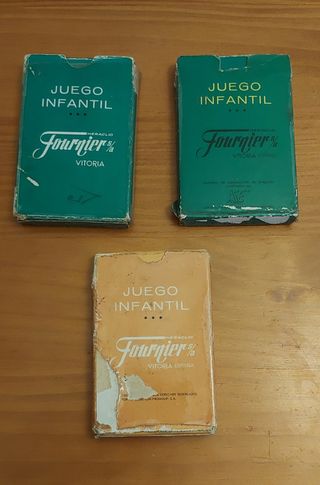 JUEGO
INFANTIL
HERACLIO
Fournier S/A
VITORIA
JUEGO
INFANTIL
HERACLIO
Fournier S/A
VITORIA
JUEGO
INFANTIL
HERACLIO
Fournier S/A
VITORIA